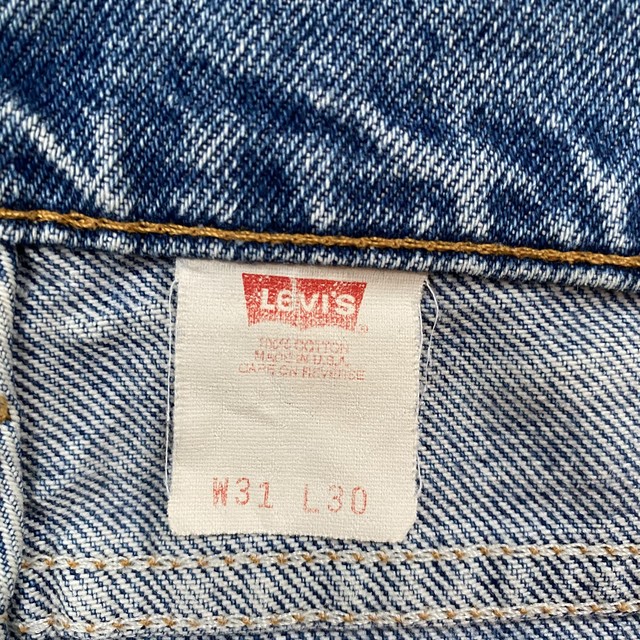 LEVI'S
®
100% COTTON
MADE IN U.S.A.
CARE ON REVERSE
W31 L30